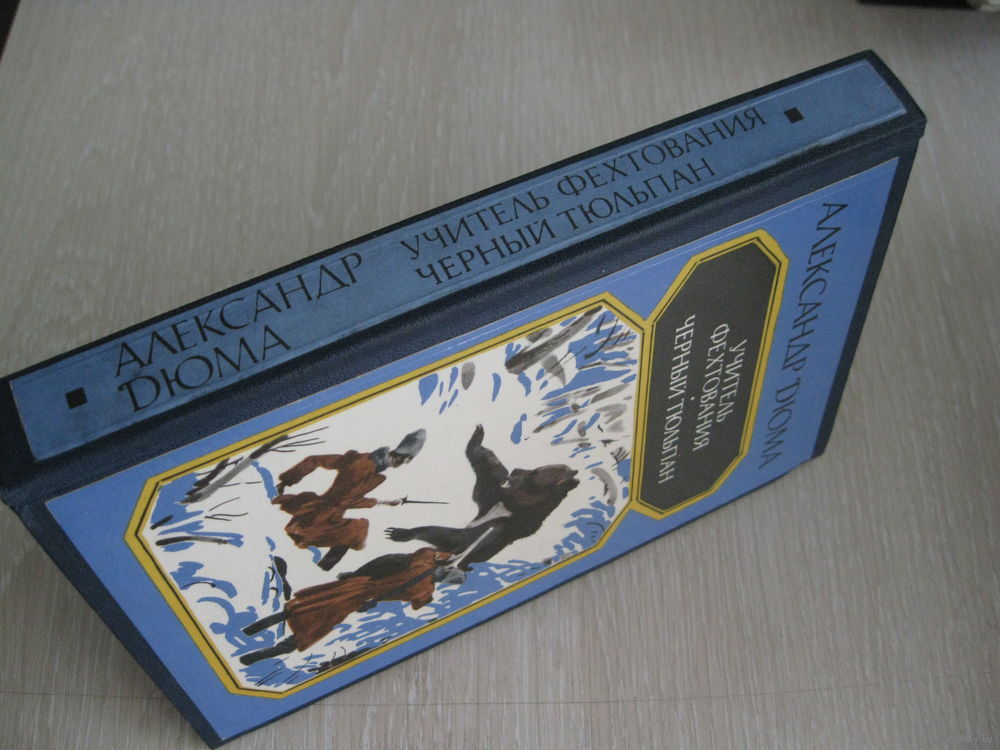 АЛЕКСАНДР
ДЮМА
УЧИТЕЛЬ ФЕХТОВАНИЯ
ЧЕРНЫЙ ТЮЛЬПАН
АЛЕКСАНДР ДЮМА
УЧИТЕЛЬ
ФЕХТОВАНИЯ
ЧЕРНЫЙ ТЮЛЬПАН